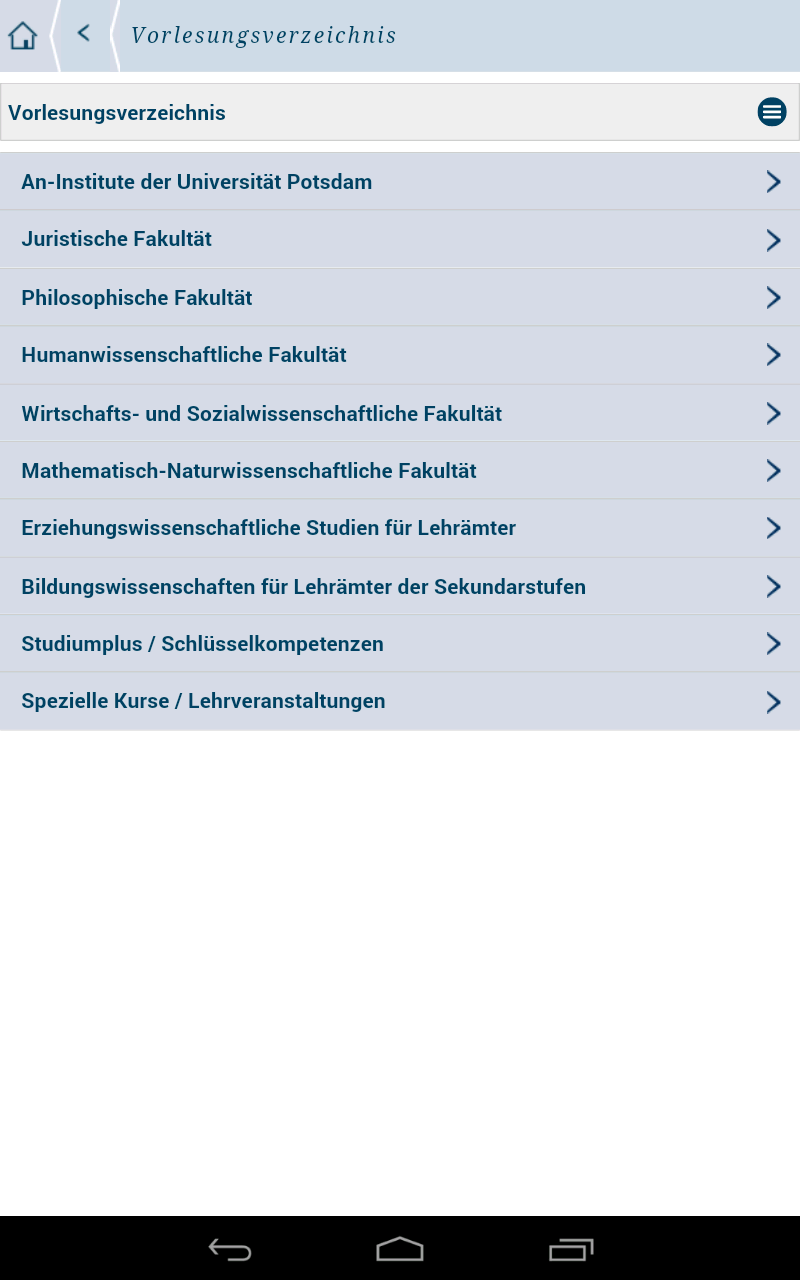 Vorlesungsverzeichnis
Vorlesungsverzeichnis
An-Institute der Universität Potsdam
Juristische Fakultät
Philosophische Fakultät
Humanwissenschaftliche Fakultät
Wirtschafts- und Sozialwissenschaftliche Fakultät
Mathematisch-Naturwissenschaftliche Fakultät
Erziehungswissenschaftliche Studien für Lehrämter
Bildungswissenschaften für Lehrämter der Sekundarstufen
Studiumplus / Schlüsselkompetenzen
Spezielle Kurse / Lehrveranstaltungen